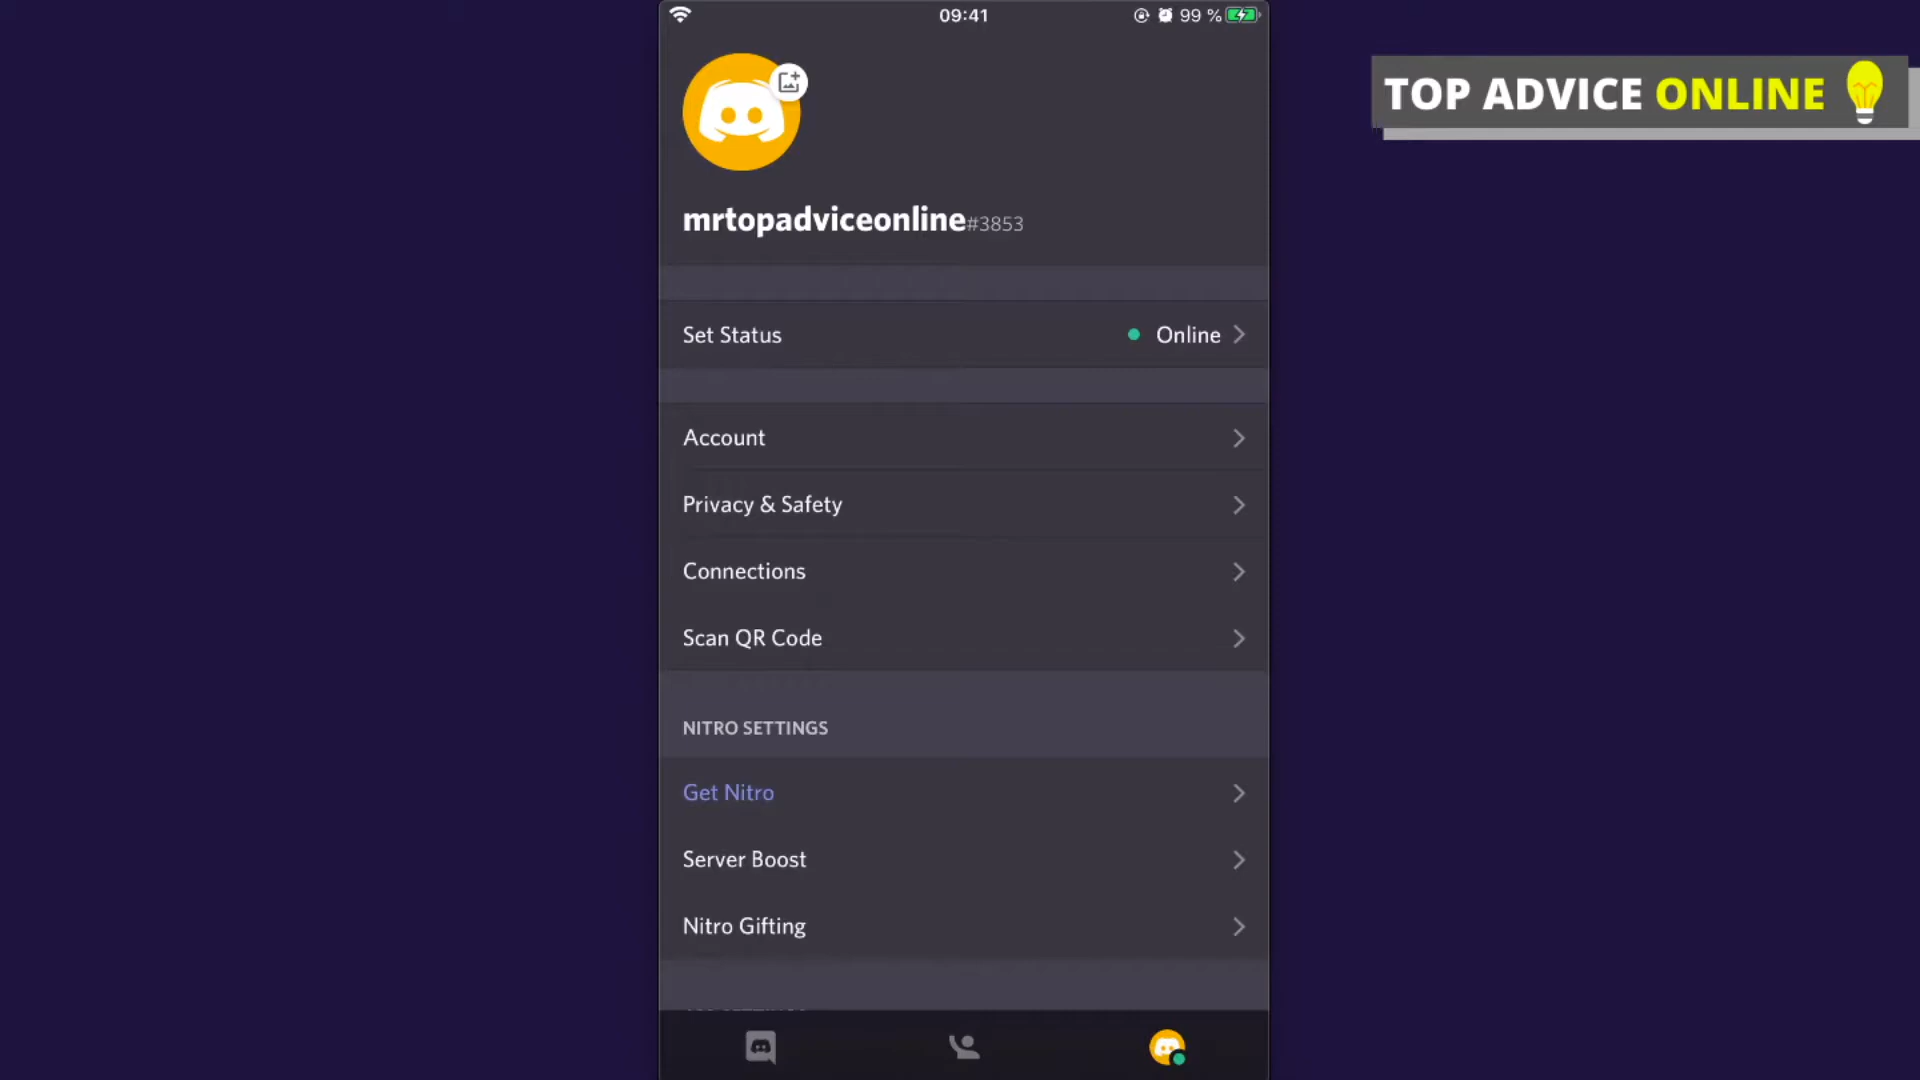 09:41
99 %
TOP ADVICE ONLINE
mrtopadviceonline#3853
Set Status
Online
Account
Privacy & Safety
Connections
Scan QR Code
NITRO SETTINGS
Get Nitro
Server Boost
Nitro Gifting